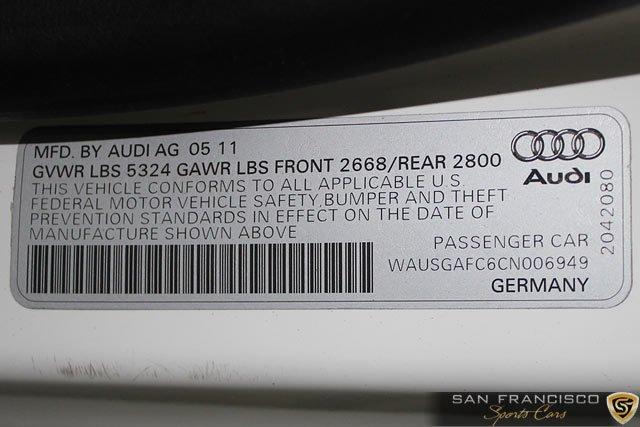 MFD. BY AUDI AG 05 11
GVWR LBS 5324 GAWR LBS FRONT 2668/REAR 2800
THIS VEHICLE CONFORMS TO ALL APPLICABLE U.S.
FEDERAL MOTOR VEHICLE SAFETY,BUMPER AND THEFT
PREVENTION STANDARDS IN EFFECT ON THE DATE OF
MANUFACTURE SHOWN ABOVE
Audi
2042080
PASSENGER CAR
WAUSGAFC6CN006949
GERMANY
SAN FRANCISCO
Sports Cars